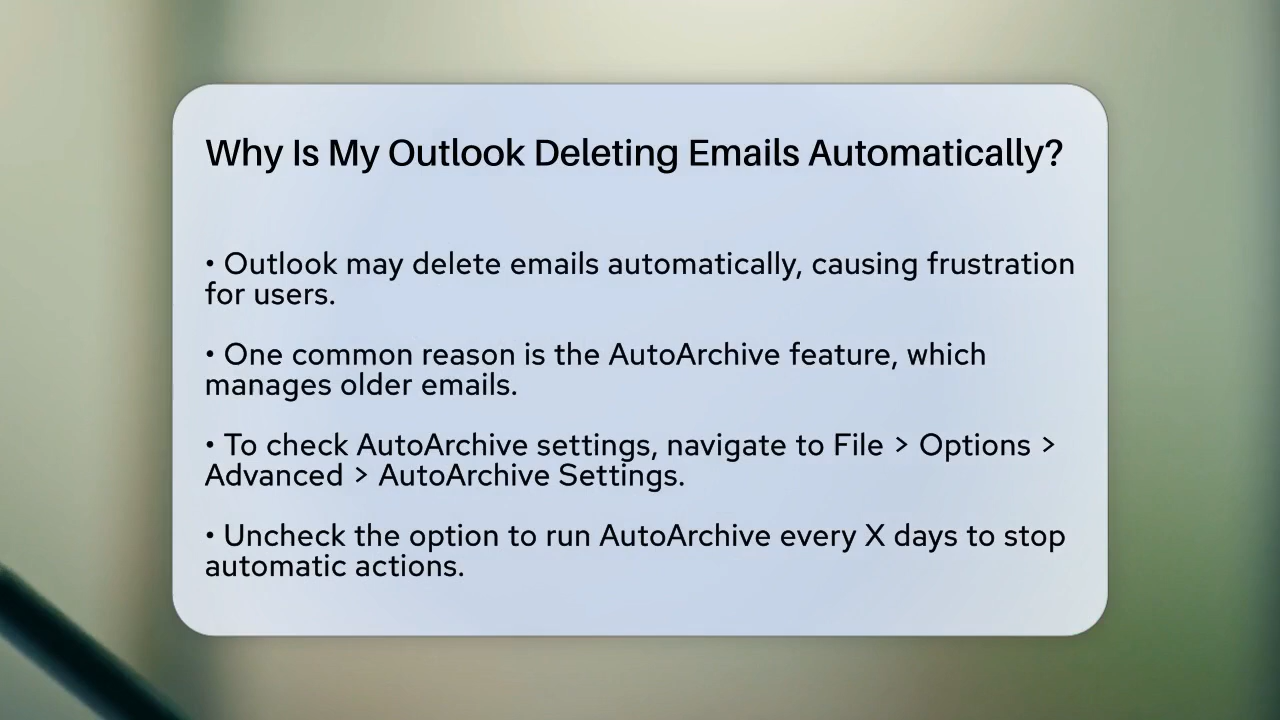 Why Is My Outlook Deleting Emails Automatically?
• Outlook may delete emails automatically, causing frustration
for users.
• One common reason is the AutoArchive feature, which
manages older emails.
• To check AutoArchive settings, navigate to File > Options >
Advanced > AutoArchive Settings.
• Uncheck the option to run AutoArchive every X days to stop
automatic actions.